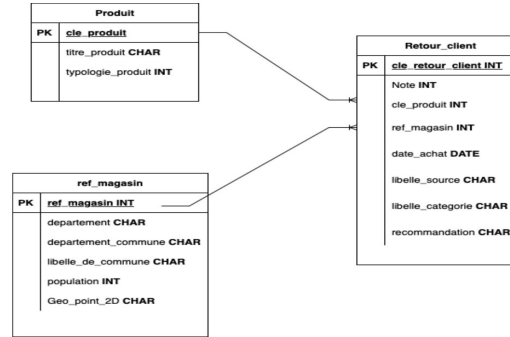 Produit
PK cle_produit
titre_produit CHAR
typologie_produit INT
Retour_client
PK cle_retour_client INT
Note INT
cle_produit INT
ref_magasin INT
date_achat DATE
libelle_source CHAR
libelle_categorie CHAR
recommandation CHAR
ref_magasin
PK ref_magasin INT
departement CHAR
departement_commune CHAR
libelle_de_commune CHAR
population INT
Geo_point_2D CHAR